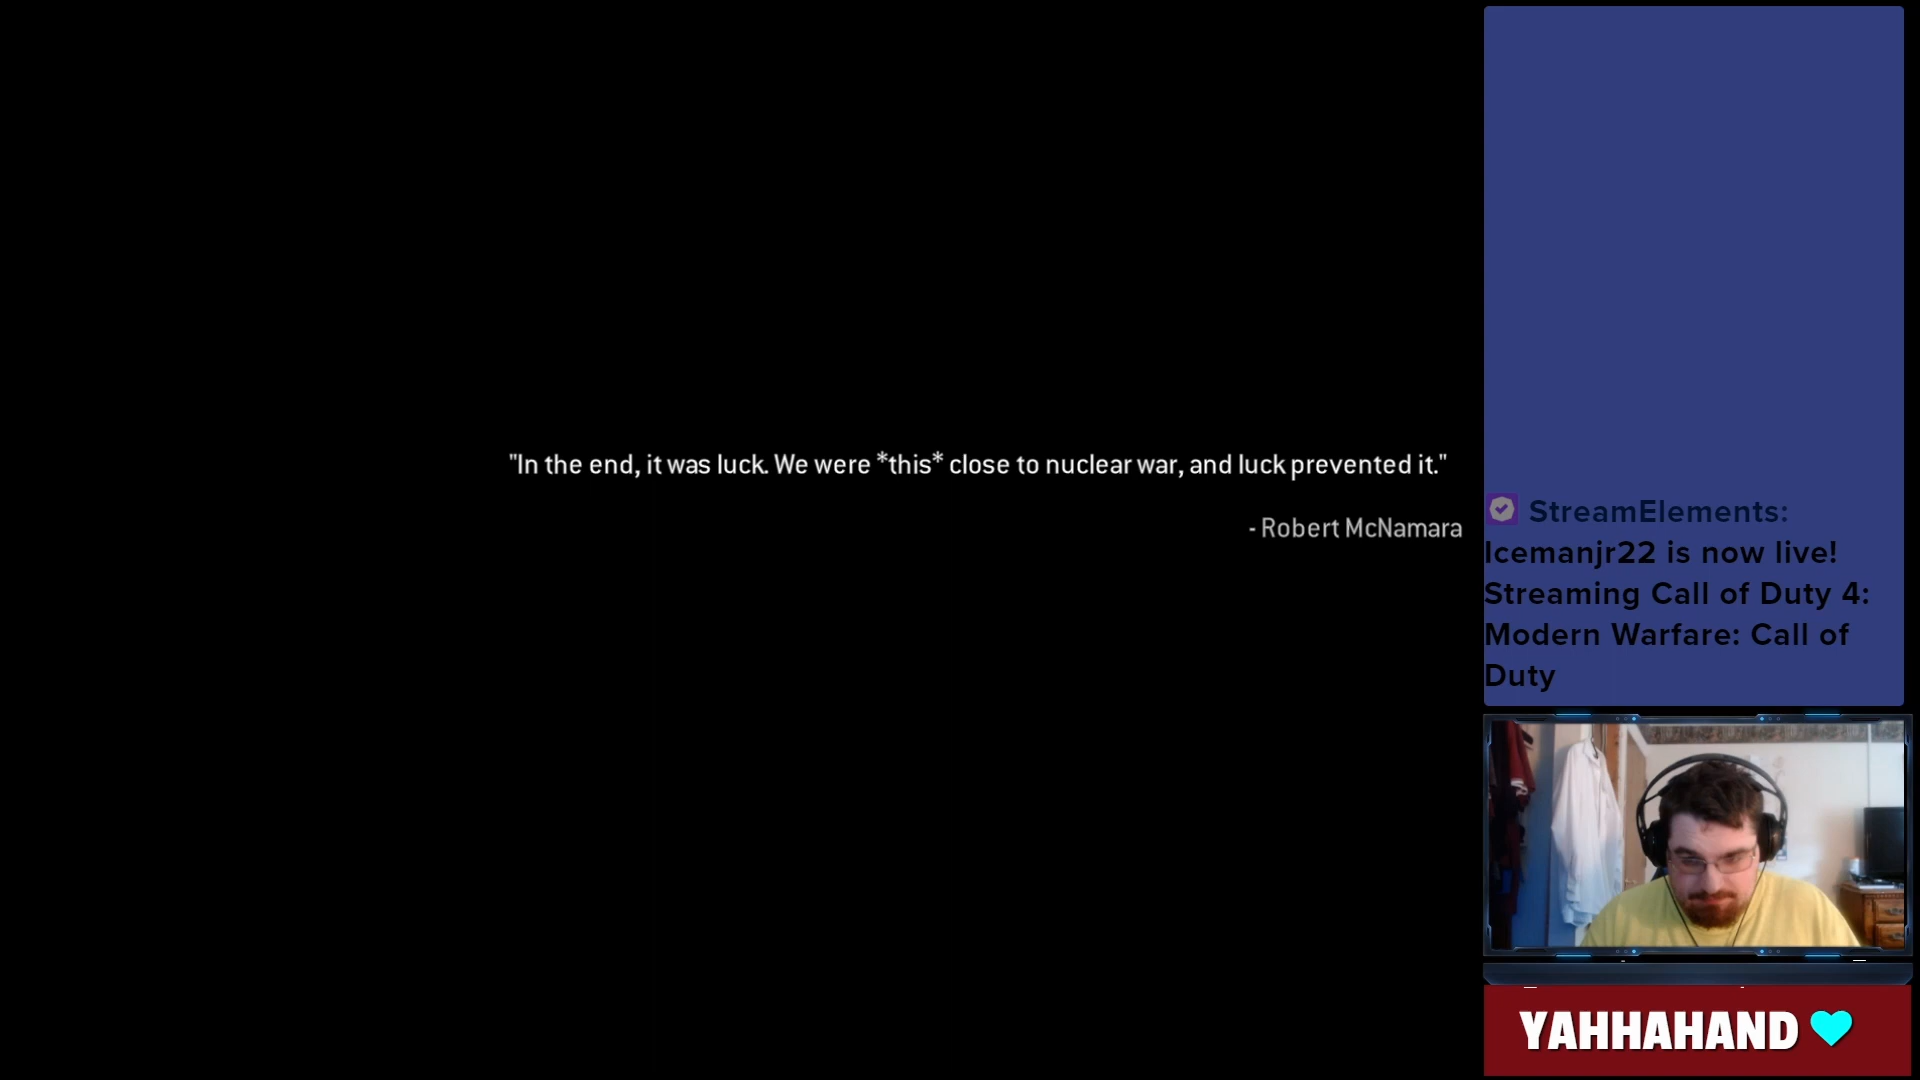 "In the end, it was luck. We were *this* close to nuclear war, and luck prevented it."
- Robert McNamara
StreamElements:
Icemanjr22 is now live!
Streaming Call of Duty 4:
Modern Warfare: Call of
Duty
YAHHAHAND